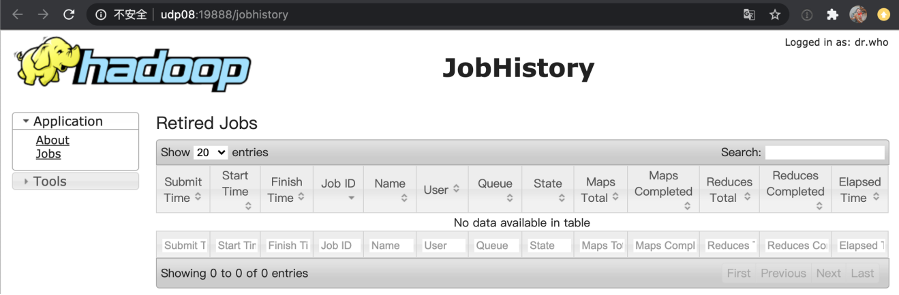 不安全 | udp08:19888/jobhistory
Logged in as: dr.who
hadoop
JobHistory
Application
About
Jobs
Tools
Retired Jobs
Show 20 entries
Search:
Submit Time
Start Time
Finish Time
Job ID
Name
User
Queue
State
Maps Total
Maps Completed
Reduces Total
Reduces Completed
Elapsed Time
No data available in table
Submit T
Start Tir
Finish Ti
Job ID
Name
User
Queue
State
Maps Tot
Maps Compl
Reduces T
Reduces Co
Elapsed T
Showing 0 to 0 of 0 entries
First Previous Next Last